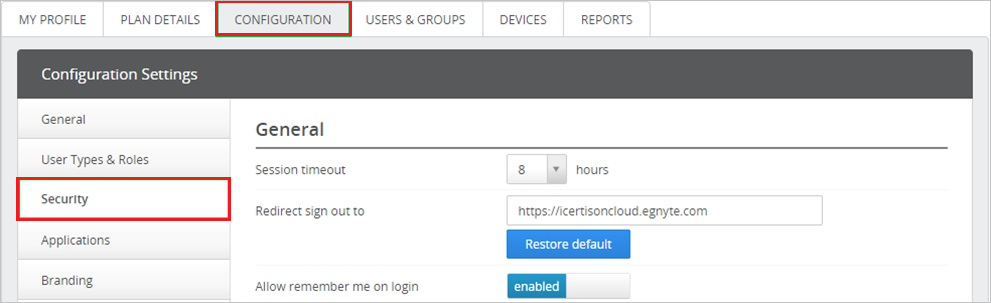 MY PROFILE PLAN DETAILS CONFIGURATION USERS & GROUPS DEVICES REPORTS
Configuration Settings
General
User Types & Roles
Security
Applications
Branding
General
Session timeout 8 hours
Redirect sign out to https://icertisoncloud.egnyte.com
Restore default
Allow remember me on login enabled